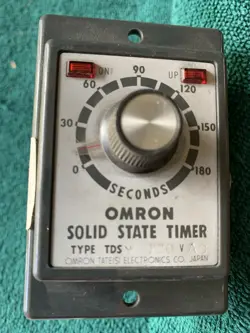 ON
UP
0
30
60
90
120
150
180
SECONDS
OMRON
SOLID STATE TIMER
TYPE TDS V
OMRON TATEISI ELECTRONICS CO. JAPAN